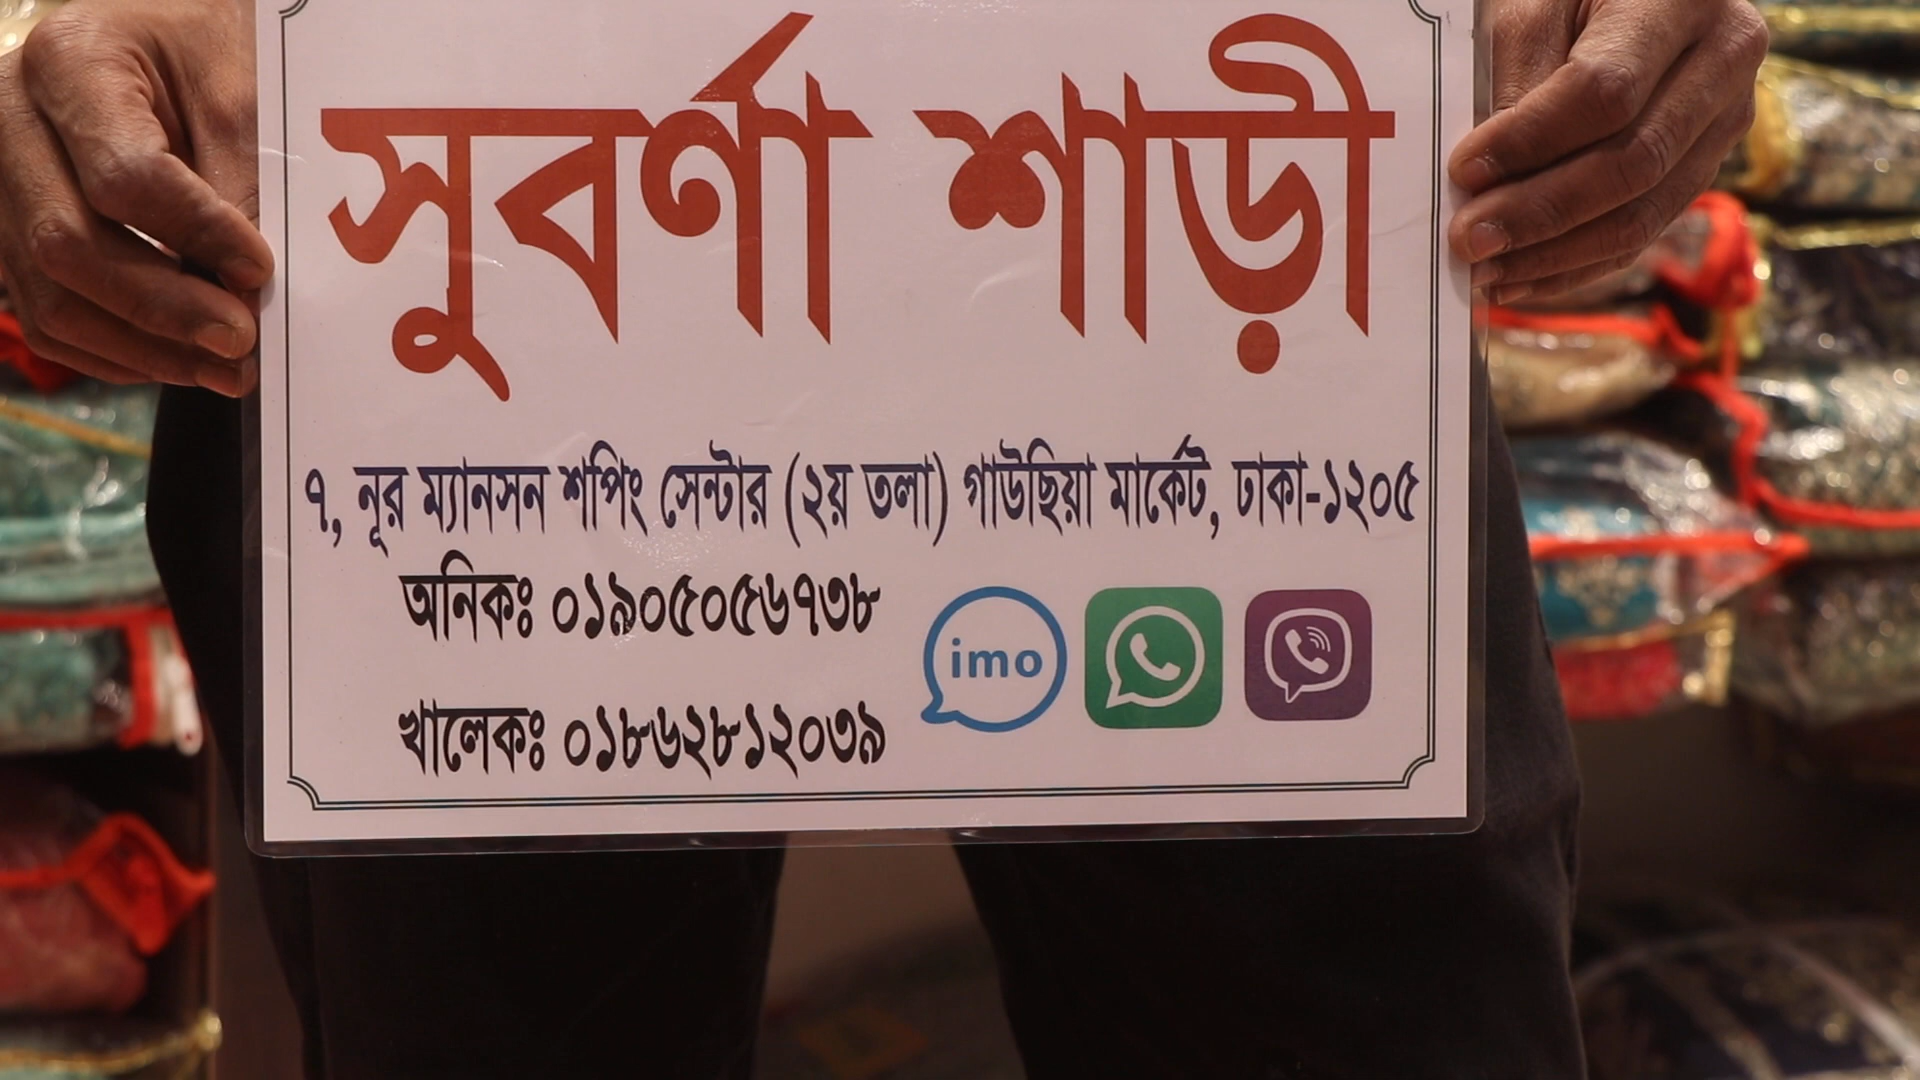 সুবর্ণা শাড়ী
৭, নূর ম্যানসন শপিং সেন্টার (২য় তলা) গাউছিয়া মার্কেট, ঢাকা-১২০৫
অনিকঃ ০১৯০৫০৫৬৭৩৮
imo
খালেকঃ ০১৮৬২৮১২০৩৯